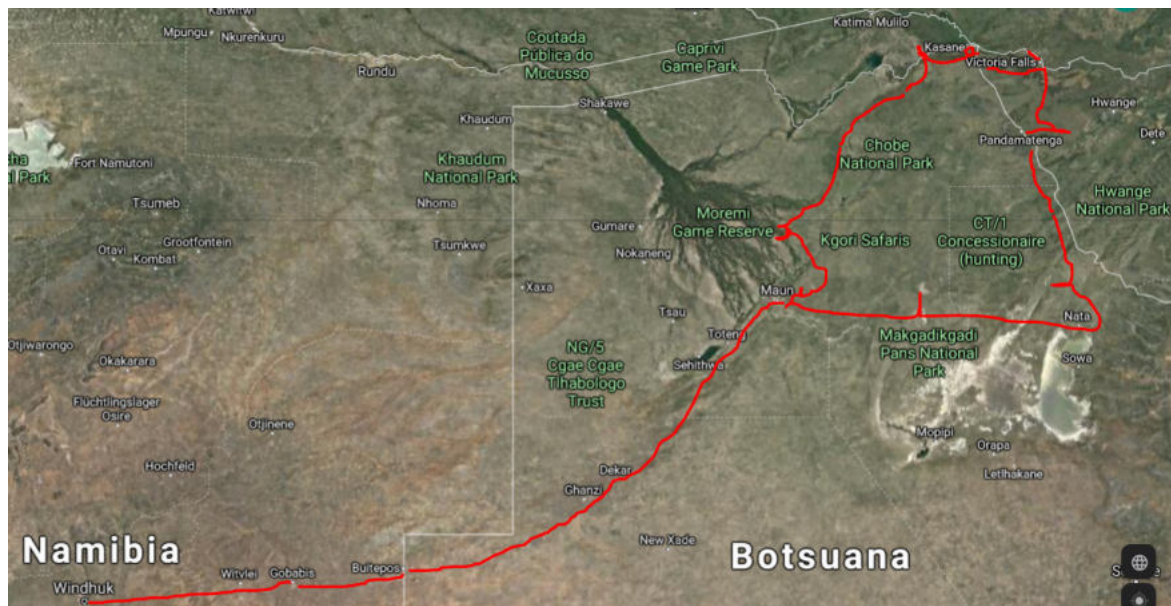 Katwitwi
Mpungu
Nkurenkuru
Rundu
Coutada
Pública do
Mucusso
Caprivi
Game Park
Katima Mulilo
Kasane
Victoria Falls
Hwange
Dete
Pandamatenga
Shakawe
Khaudum
Khaudum
National Park
Chobe
National Park
Hwange
National Park
cha
al Park
Fort Namutoni
Tsumeb
Nhoma
Otavi
Grootfontein
Kombat
Tsumkwe
Gumare
Nokaneng
Moremi
Game Reserve
Kgori Safaris
CT/1
Concessionaire
(hunting)
Xaxa
Maun
Tsau
Toteng
Sehithwa
Nata
Makgadikgadi
Pans National
Park
Sowa
Otjiwarongo
Okakarara
NG/5
Cgae Cgae
Tlhabologo
Trust
Flüchtlingslager
Osire
Otjinene
Mopipi
Orapa
Letlhakane
Hochfeld
Dekar
Ghanzi
New Xade
Namibia
Botsuana
Buitepos
Witvlei
Gobabis
Windhuk